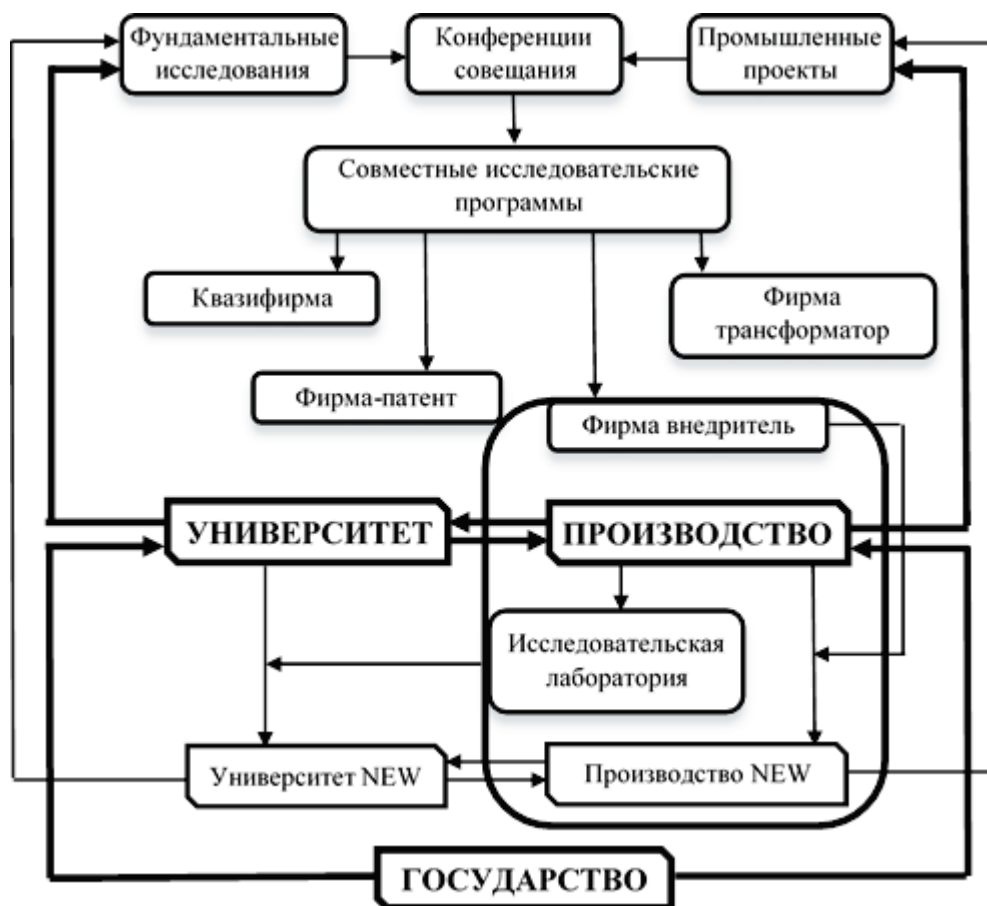 Фундаментальные
исследования
Конференции
совещания
Промышленные
проекты
Совместные исследовательские
программы
Квазифирма
Фирма
трансформатор
Фирма-патент
Фирма внедритель
УНИВЕРСИТЕТ
ПРОИЗВОДСТВО
Исследовательская
лаборатория
Университет NEW
Производство NEW
ГОСУДАРСТВО